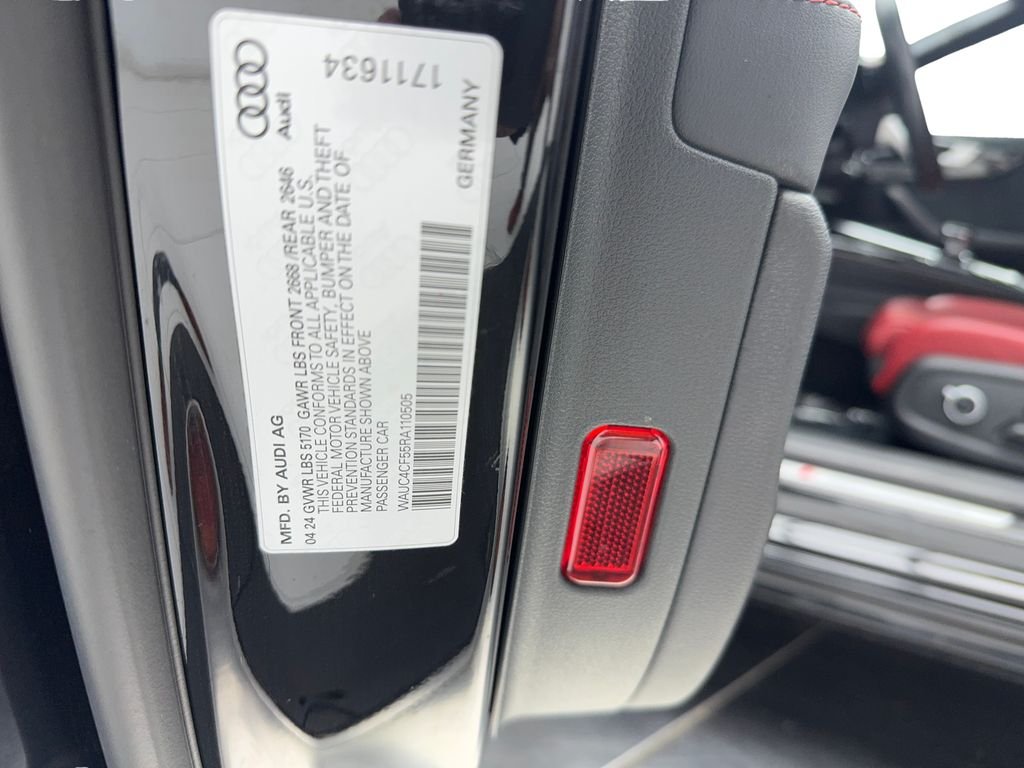 Audi
1711634
MFD. BY AUDI AG
04 24 GVWR LBS 5170 GAWR LBS FRONT 2668 /REAR 2646
THIS VEHICLE CONFORMS TO ALL APPLICABLE U.S.
FEDERAL MOTOR VEHICLE SAFETY, BUMPER AND THEFT
PREVENTION STANDARDS IN EFFECT ON THE DATE OF
MANUFACTURE SHOWN ABOVE
PASSENGER CAR
WAUC4CF55RA110505
GERMANY